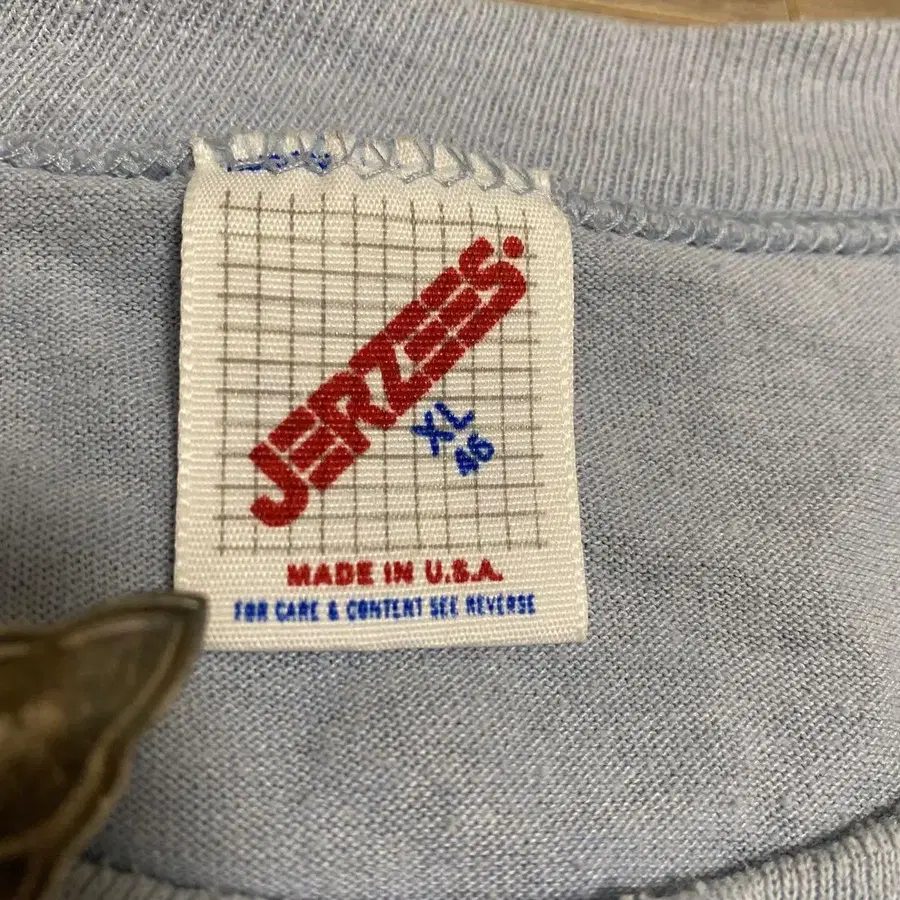 JERZEES.
XL
46
MADE IN U.S.A.
FOR CARE & CONTENT SEE REVERSE